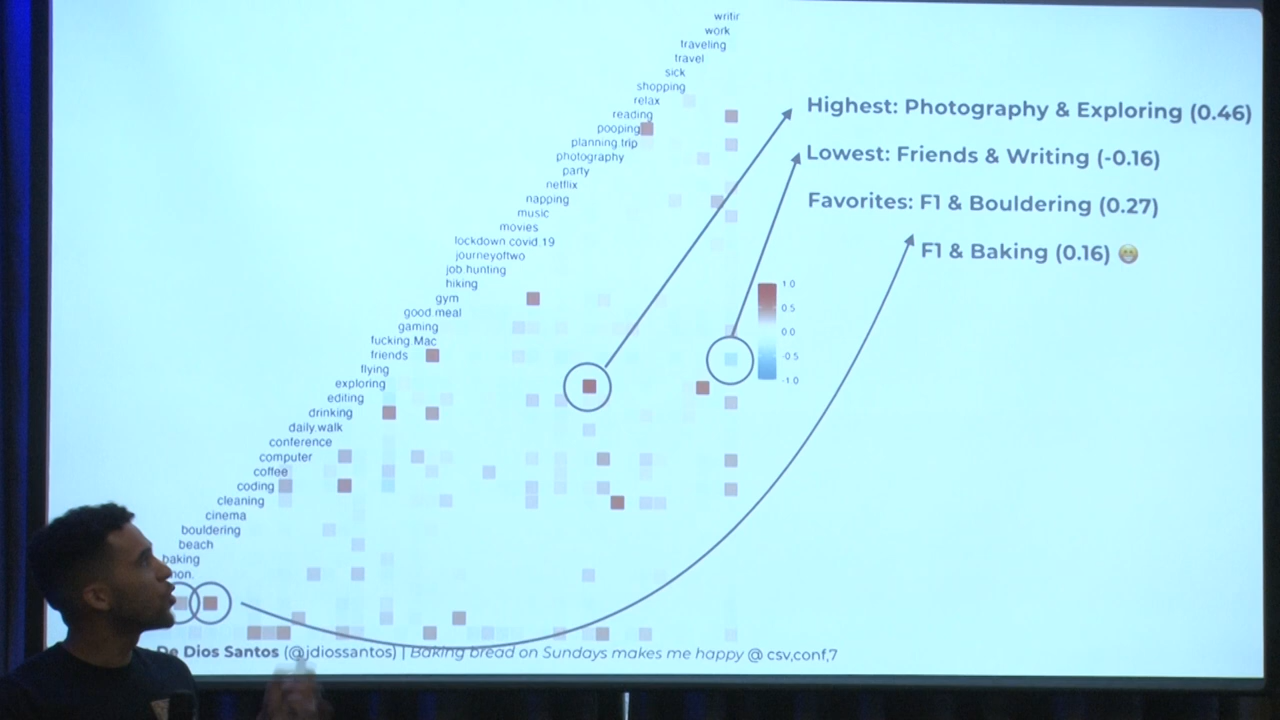 writir
work
traveling
travel
sick
shopping
relax
reading
pooping
planning trip
photography
party
netflix
napping
music
movies
lockdown covid 19
journeyoftwo
job hunting
hiking
gym
good meal
gaming
fucking Mac
friends
flying
exploring
editing
drinking
daily walk
conference
computer
coffee
coding
cleaning
cinema
bouldering
beach
baking
non.
Highest: Photography & Exploring (0.46)
Lowest: Friends & Writing (-0.16)
Favorites: F1 & Bouldering (0.27)
F1 & Baking (0.16) 😁
1 0
0 5
0 0
-0 5
-1 0
De Dios Santos (@jdiossantos) | Baking bread on Sundays makes me happy @ csv,conf,7